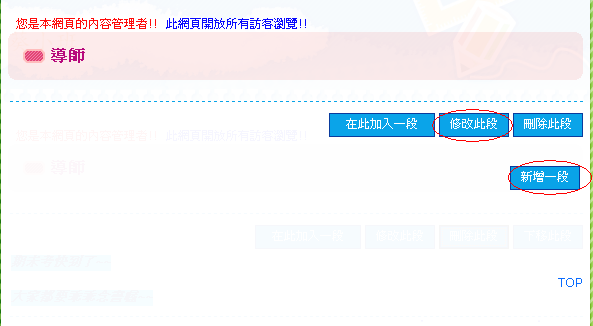 您是本網頁的內容管理者!! 此網頁開放所有訪客瀏覽!!
導師
在此加入一段 修改此段 刪除此段
您是本網頁的內容管理者!! 此網頁開放所有訪客瀏覽!!
導師
新增一段
TOP